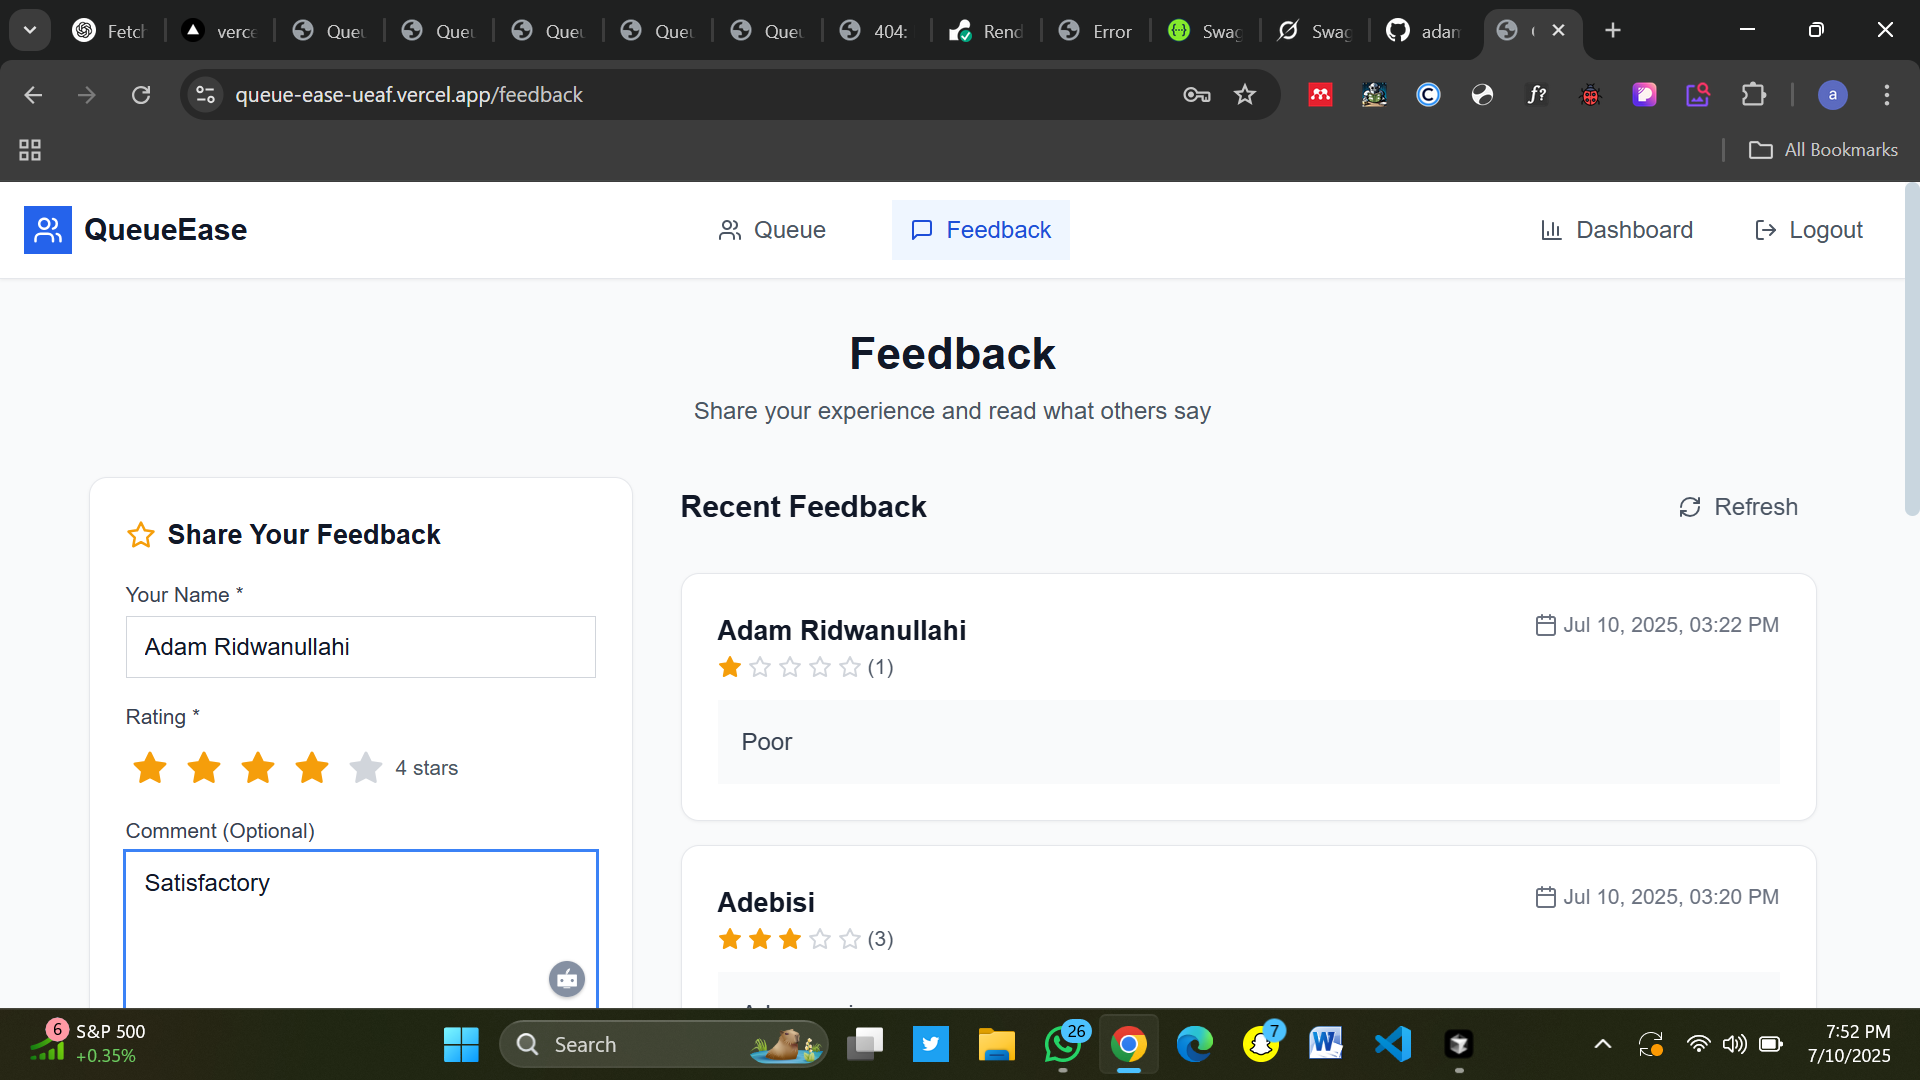 Fetch
verce
Queu
Queu
Queu
Queu
Queu
404:
Rend
Error
Swag
Swag
adam
queue-ease-ueaf.vercel.app/feedback
a
All Bookmarks
QueueEase
Queue
Feedback
Dashboard
Logout
Feedback
Share your experience and read what others say
Share Your Feedback
Your Name *
Adam Ridwanullahi
Rating *
4 stars
Comment (Optional)
Satisfactory
Recent Feedback
Refresh
Adam Ridwanullahi
Jul 10, 2025, 03:22 PM
(1)
Poor
Adebisi
Jul 10, 2025, 03:20 PM
(3)
6
S&P 500
+0.35%
Search
26
7
7:52 PM
7/10/2025